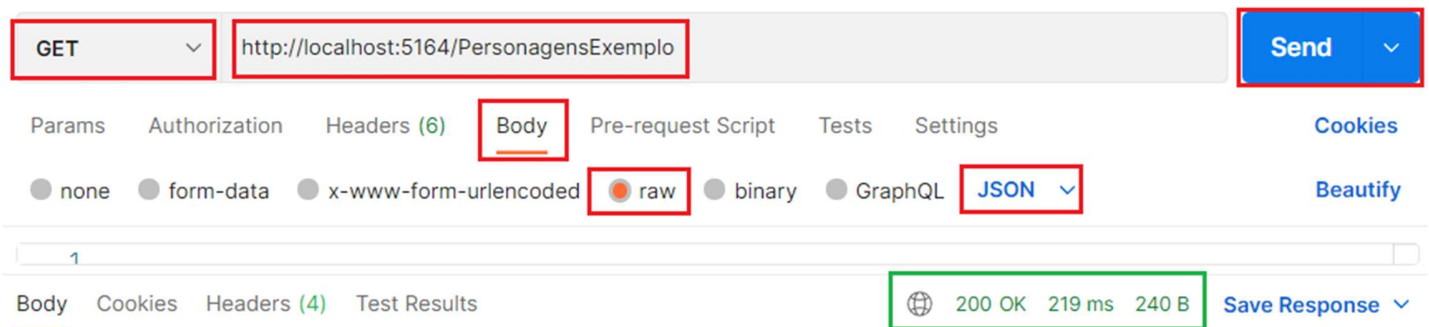 GET http://localhost:5164/PersonagensExemplo Send
Params Authorization Headers (6) Body Pre-request Script Tests Settings Cookies
none form-data x-www-form-urlencoded raw binary GraphQL JSON Beautify
1
Body Cookies Headers (4) Test Results 200 OK 219 ms 240 B Save Response